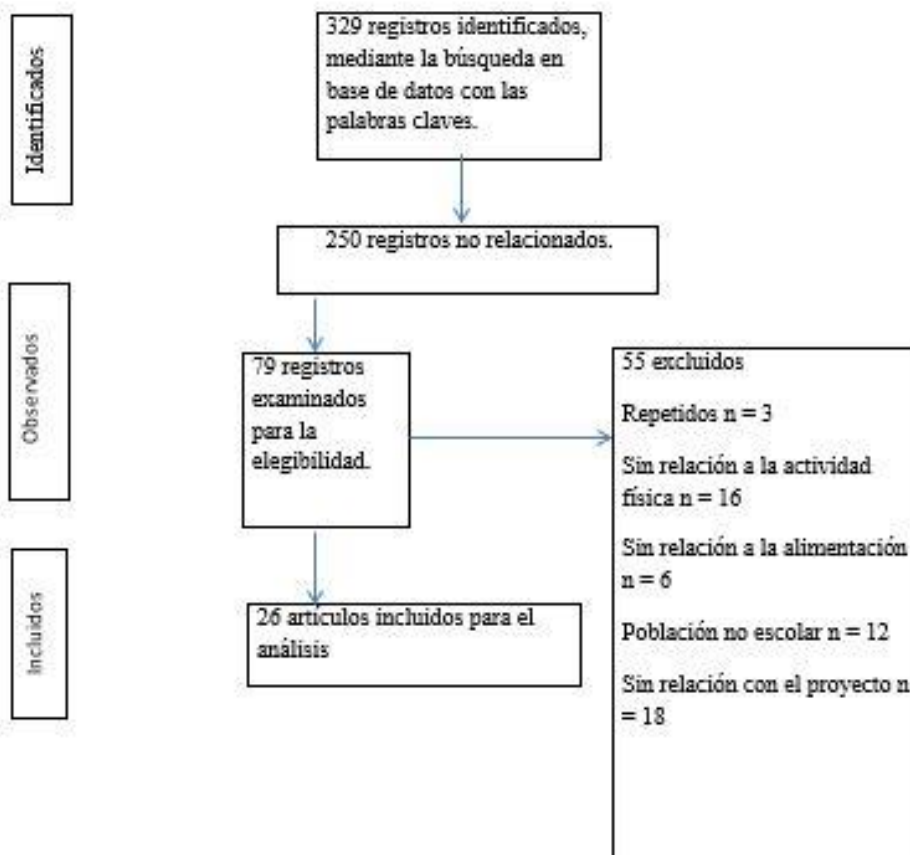 Identificados
329 registros identificados,
mediante la búsqueda en
base de datos con las
palabras claves.
250 registros no relacionados.
Observados
79 registros
examinados
para la
elegibilidad.
55 excluidos
Repetidos n = 3
Sin relación a la actividad
física n = 16
Sin relación a la alimentación
n = 6
Población no escolar n = 12
Sin relación con el proyecto n
= 18
Incluidos
26 artículos incluidos para el
análisis